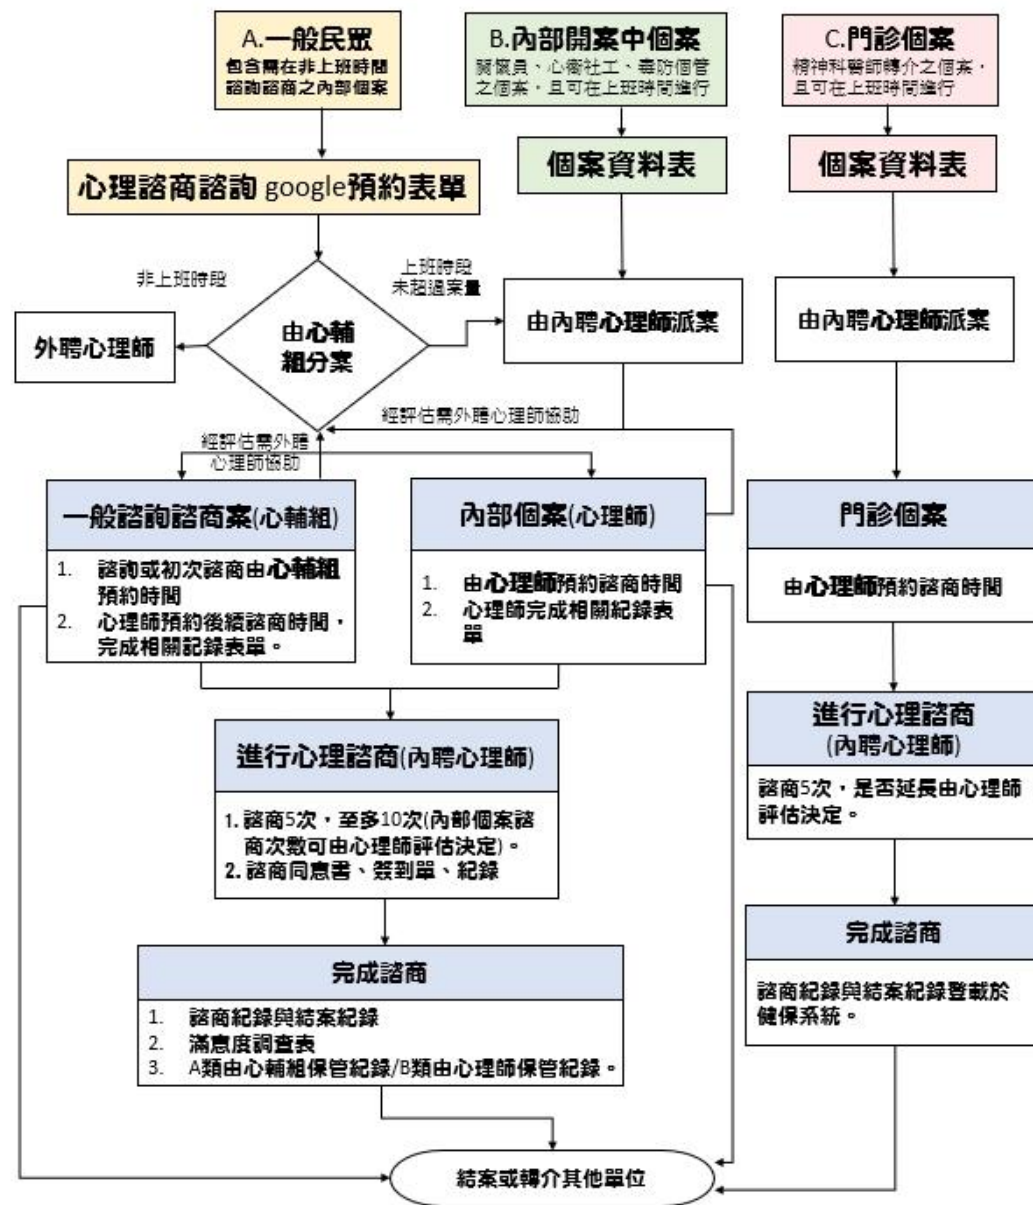 A.一般民眾
包含需在非上班時間
諮詢諮商之內部個案
B.內部開案中個案
關懷員、心衛社工、毒防個管
之個案,且可在上班時間進行
C.門診個案
精神科醫師轉介之個案,
且可在上班時間進行
心理諮商諮詢 google預約表單
個案資料表
個案資料表
非上班時段
上班時段
未超過案量
外聘心理師
由心輔
組分案
由內聘心理師派案
由內聘心理師派案
經評估需外聘心理師協助
經評估需外聘
心理師協助
一般諮詢諮商案(心輔組)
1. 諮詢或初次諮商由心輔組
預約時間
2. 心理師預約後續諮商時間,
完成相關記錄表單。
內部個案(心理師)
1. 由心理師預約諮商時間
2. 心理師完成相關紀錄表
單
門診個案
由心理師預約諮商時間
進行心理諮商(內聘心理師)
1. 諮商5次,至多10次(內部個案諮
商次數可由心理師評估決定)。
2. 諮商同意書、簽到單、紀錄
進行心理諮商
(內聘心理師)
諮商5次,是否延長由心理師
評估決定。
完成諮商
1. 諮商紀錄與結案紀錄
2. 滿意度調查表
3. A類由心輔組保管紀錄/B類由心理師保管紀錄。
完成諮商
諮商紀錄與結案紀錄登載於
健保系統。
結案或轉介其他單位